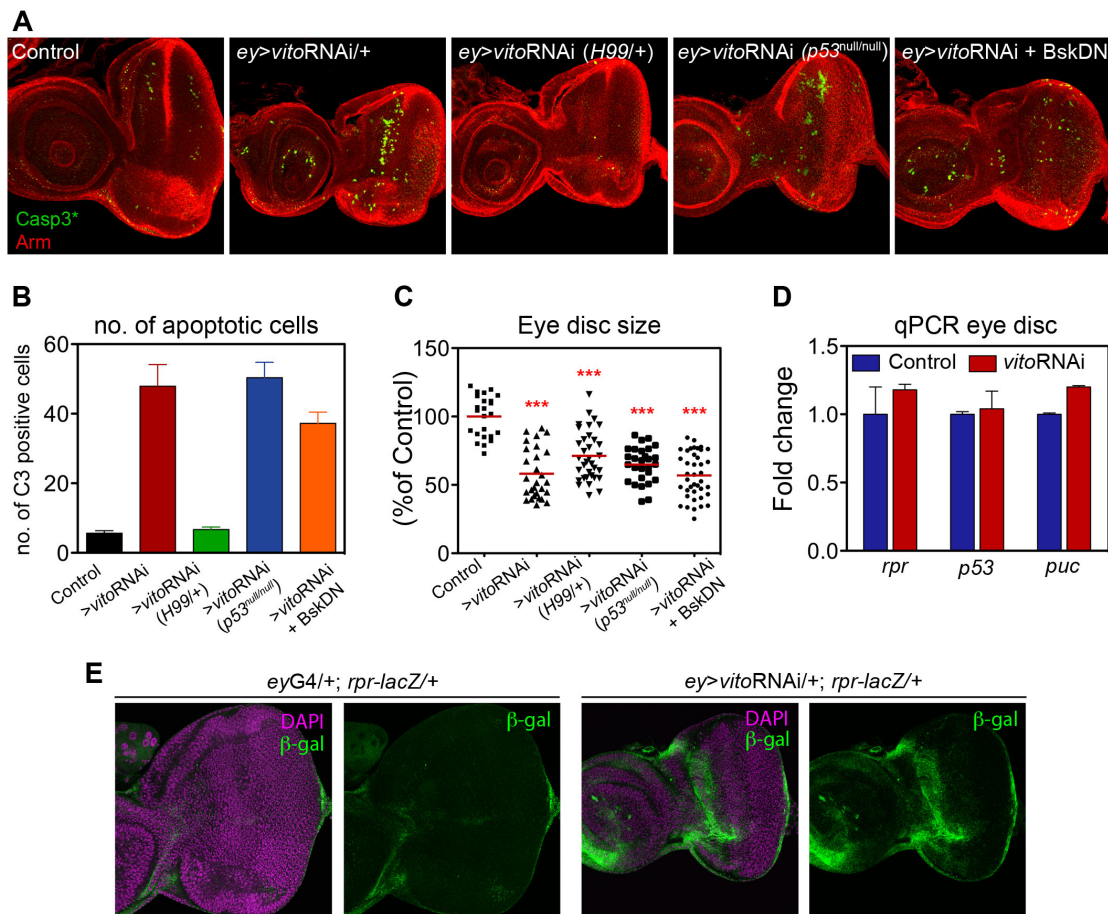 A
Control
ey>vitoRNAi/+
ey>vitoRNAi (H99/+)
ey>vitoRNAi (p53null/null)
ey>vitoRNAi + BskDN
Casp3*
Arm
B
no. of apoptotic cells
no. of C3 positive cells
60
40
20
0
Control
>vitoRNAi
>vitoRNAi
(H99/+)
>vitoRNAi
(p53null/null)
>vitoRNAi
+ BskDN
C
Eye disc size
(%of Control)
150
100
50
0
***
***
***
***
Control
>vitoRNAi
>vitoRNAi
(H99/+)
>vitoRNAi
(p53null/null)
>vitoRNAi
+ BskDN
D
qPCR eye disc
Fold change
1.5
1.0
0.5
0.0
Control
vitoRNAi
rpr
p53
puc
E
eyG4/+; rpr-lacZ/+
ey>vitoRNAi/+; rpr-lacZ/+
DAPI
β-gal
β-gal
DAPI
β-gal
β-gal